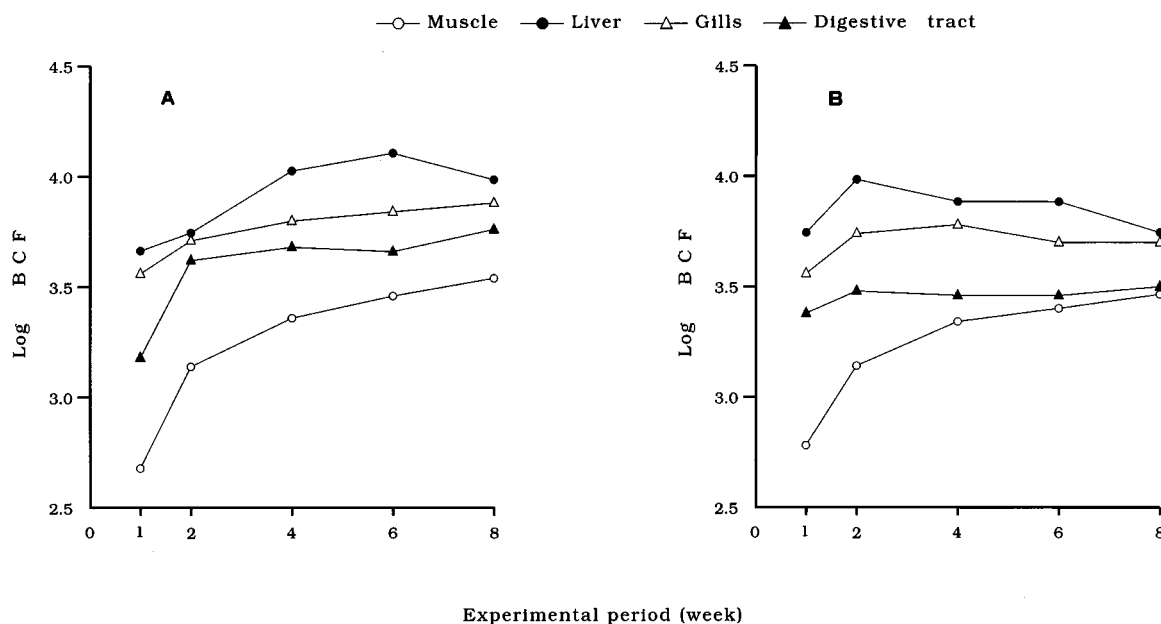 Muscle Liver Gills Digestive tract
A
B
4.5
4.0
3.5
3.0
2.5
Log BCF
0 1 2 4 6 8
4.5
4.0
3.5
3.0
2.5
Log BCF
0 1 2 4 6 8
Experimental period (week)